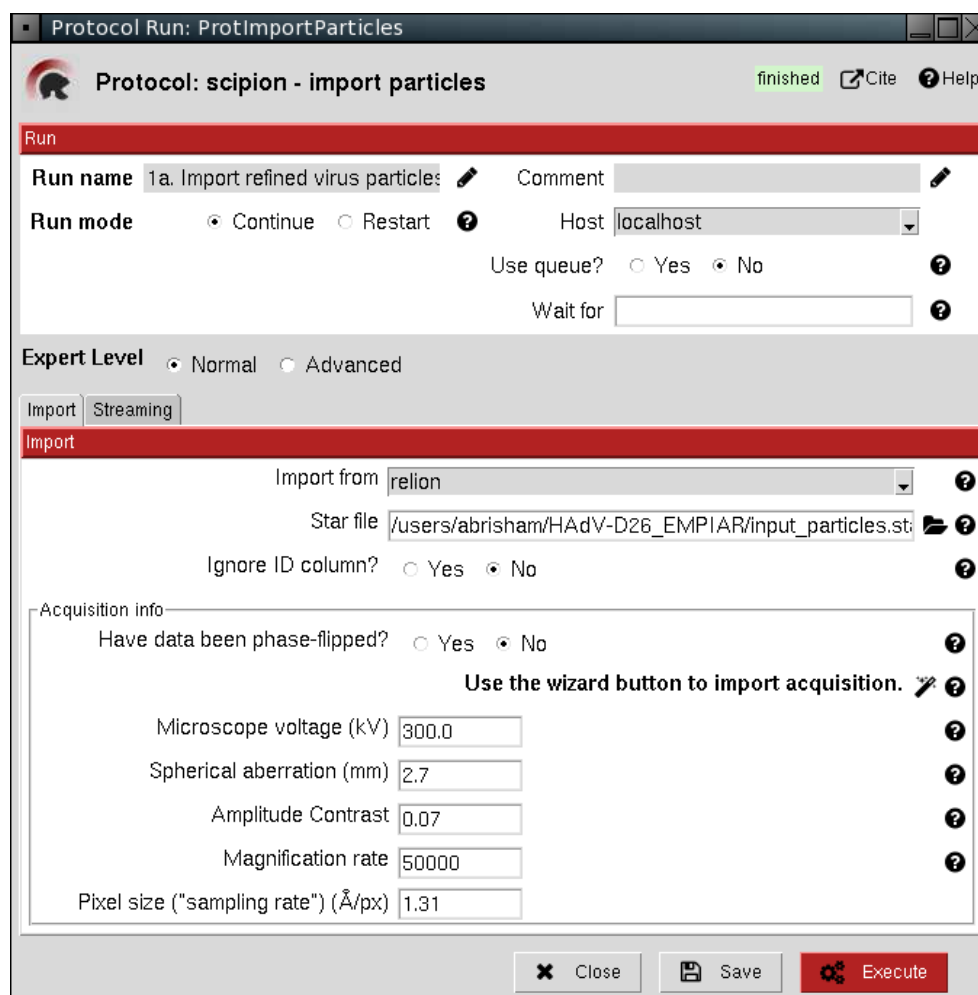 Protocol Run: ProtImportParticles
Protocol: scipion - import particles finished Cite Help
Run
Run name 1a. Import refined virus particles Comment
Run mode Continue Restart Host localhost
Use queue? Yes No
Wait for
Expert Level Normal Advanced
Import Streaming
Import
Import from relion
Star file /users/abrisham/HAdV-D26_EMPIAR/input_particles.sta
Ignore ID column? Yes No
Acquisition info
Have data been phase-flipped? Yes No
Use the wizard button to import acquisition.
Microscope voltage (kV) 300.0
Spherical aberration (mm) 2.7
Amplitude Contrast 0.07
Magnification rate 50000
Pixel size ("sampling rate") (Å/px) 1.31
Close Save Execute